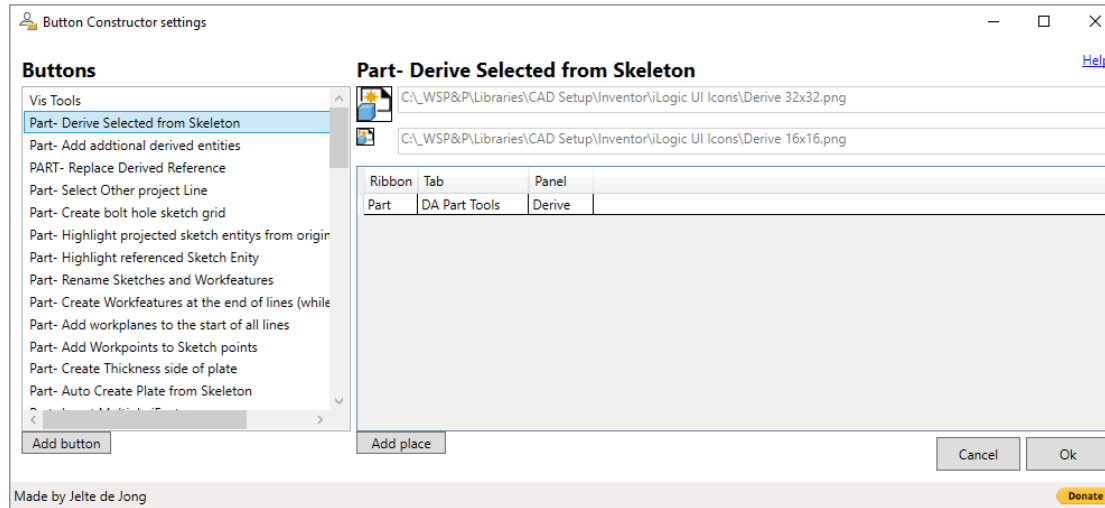 Button Constructor settings
Help
Buttons
Part- Derive Selected from Skeleton
Vis Tools
Part- Derive Selected from Skeleton
Part- Add addtional derived entities
PART- Replace Derived Reference
Part- Select Other project Line
Part- Create bolt hole sketch grid
Part- Highlight projected sketch entitys from origin
Part- Highlight referenced Sketch Enity
Part- Rename Sketches and Workfeatures
Part- Create Workfeatures at the end of lines (while
Part- Add workplanes to the start of all lines
Part- Add Workpoints to Sketch points
Part- Create Thickness side of plate
Part- Auto Create Plate from Skeleton
Add button
C:\_WSP&P\Libraries\CAD Setup\Inventor\iLogic UI Icons\Derive 32x32.png
C:\_WSP&P\Libraries\CAD Setup\Inventor\iLogic UI Icons\Derive 16x16.png
Ribbon Tab Panel
Part DA Part Tools Derive
Add place
Cancel Ok
Made by Jelte de Jong
Donate